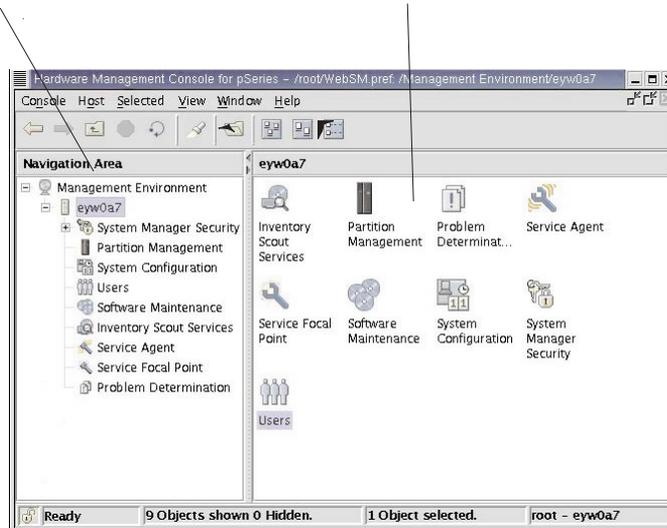 Hardware Management Console for pSeries - /root/WebSM.pref: /Management Environment/eyw0a7
Console Host Selected View Window Help
Navigation Area
Management Environment
eyw0a7
System Manager Security
Partition Management
System Configuration
Users
Software Maintenance
Inventory Scout Services
Service Agent
Service Focal Point
Problem Determination
eyw0a7
Inventory
Scout
Services
Partition
Management
Problem
Determinat...
Service Agent
Service Focal
Point
Software
Maintenance
System
Configuration
System
Manager
Security
Users
Ready
9 Objects shown 0 Hidden.
1 Object selected.
root - eyw0a7